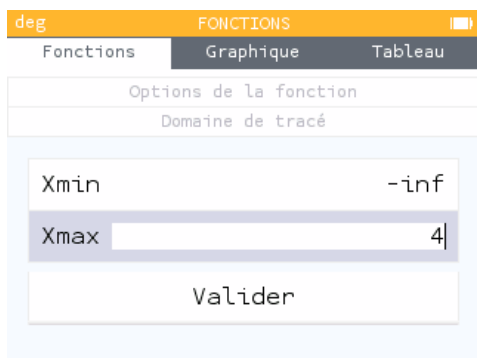 deg FONCTIONS
Fonctions Graphique Tableau
Options de la fonction
Domaine de tracé
Xmin -inf
Xmax 4
Valider